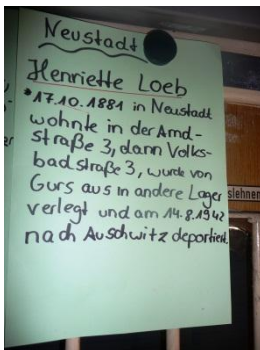 Neustadt
Henriette Loeb
*17.10.1881 in Neustadt
wohnte in der Amd-
straße 3, dann Volks-
badstraße 3, wurde von
Gurs aus in andere Lager
verlegt und am 14.8.1942
nach Auschwitz deportiert.
slehnen